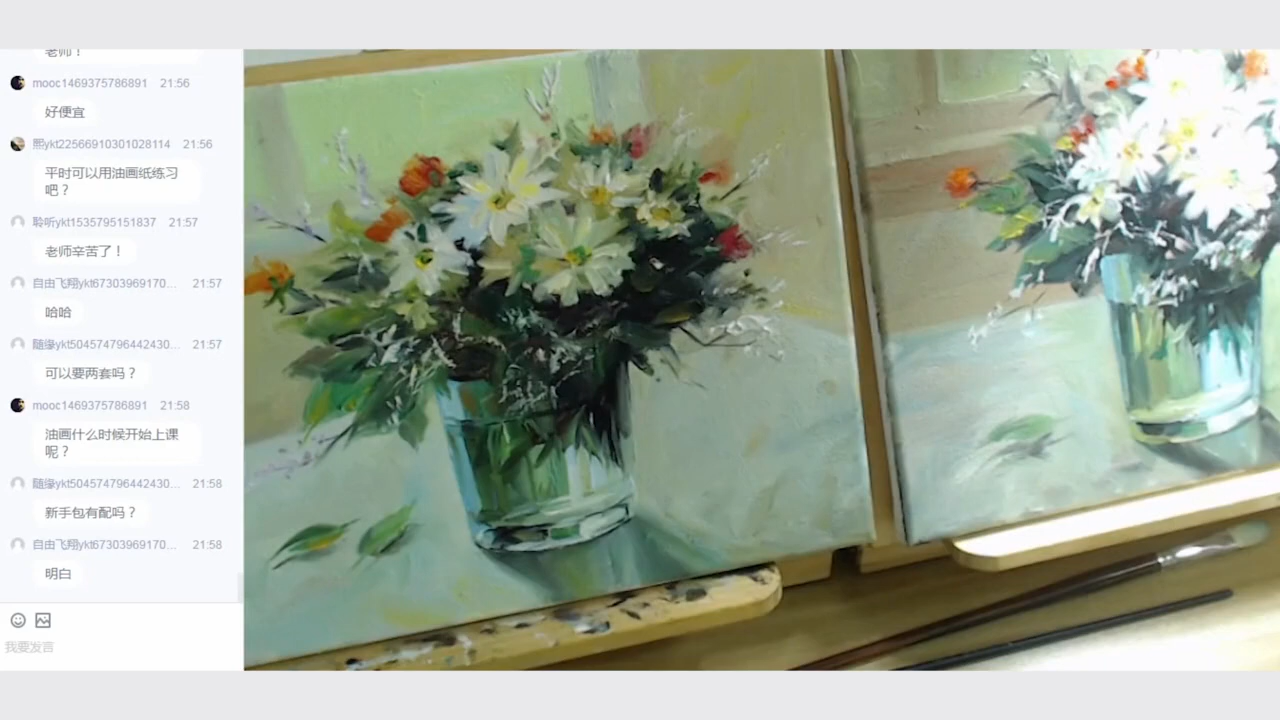 老师！
mooc1469375786891 21:56
好便宜
熙ykt22566910301028114 21:56
平时可以用油画纸练习
吧？
聆听ykt1535795151837 21:57
老师辛苦了！
自由飞翔ykt67303969170... 21:57
哈哈
随缘ykt504574796442430... 21:57
可以要两套吗？
mooc1469375786891 21:58
油画什么时候开始上课
呢？
随缘ykt504574796442430... 21:58
新手包有配吗？
自由飞翔ykt67303969170... 21:58
明白
我要发言